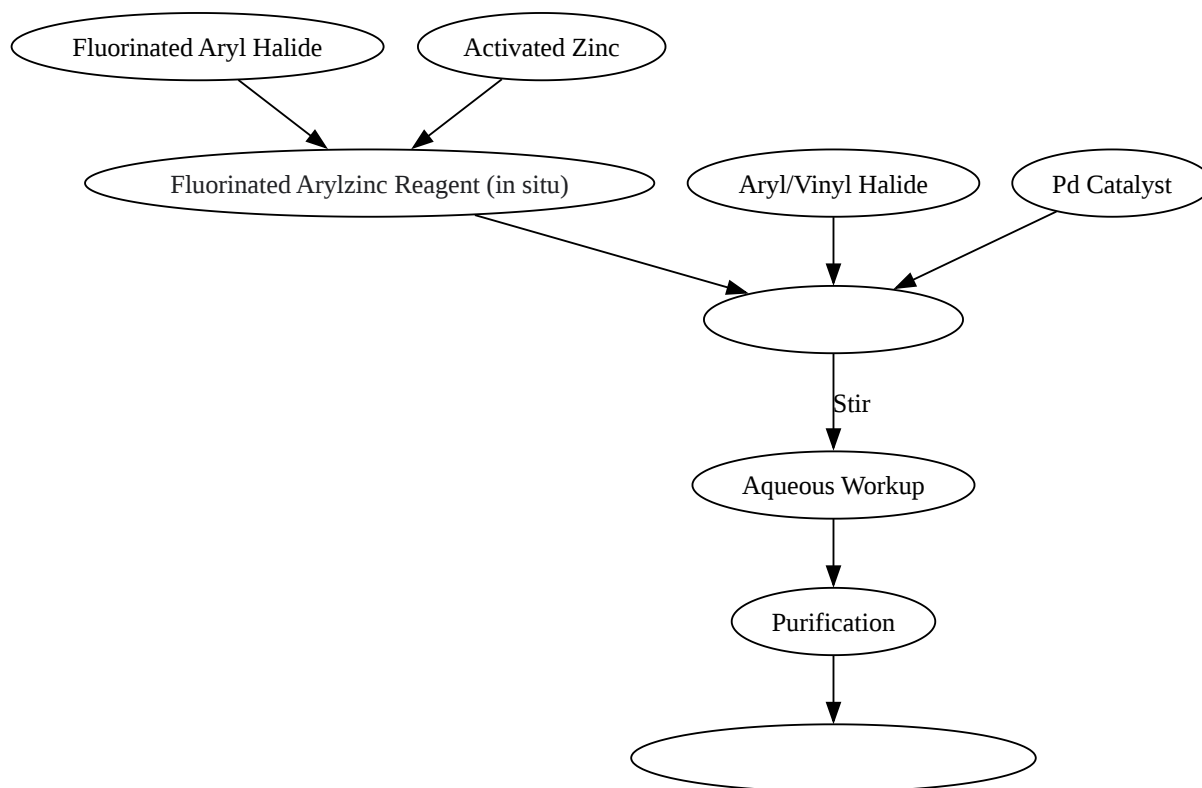 Fluorinated Aryl Halide
Activated Zinc
Fluorinated Arylzinc Reagent (in situ)
Aryl/Vinyl Halide
Pd Catalyst
Stir
Aqueous Workup
Purification